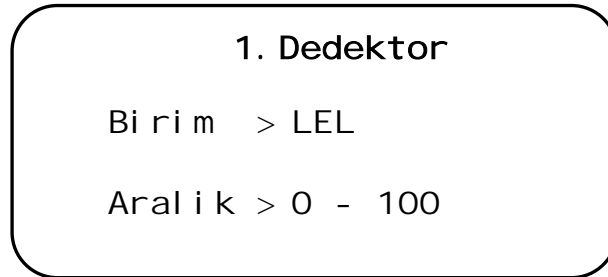 1. Dedektor
Birim > LEL
Aralik > 0 - 100